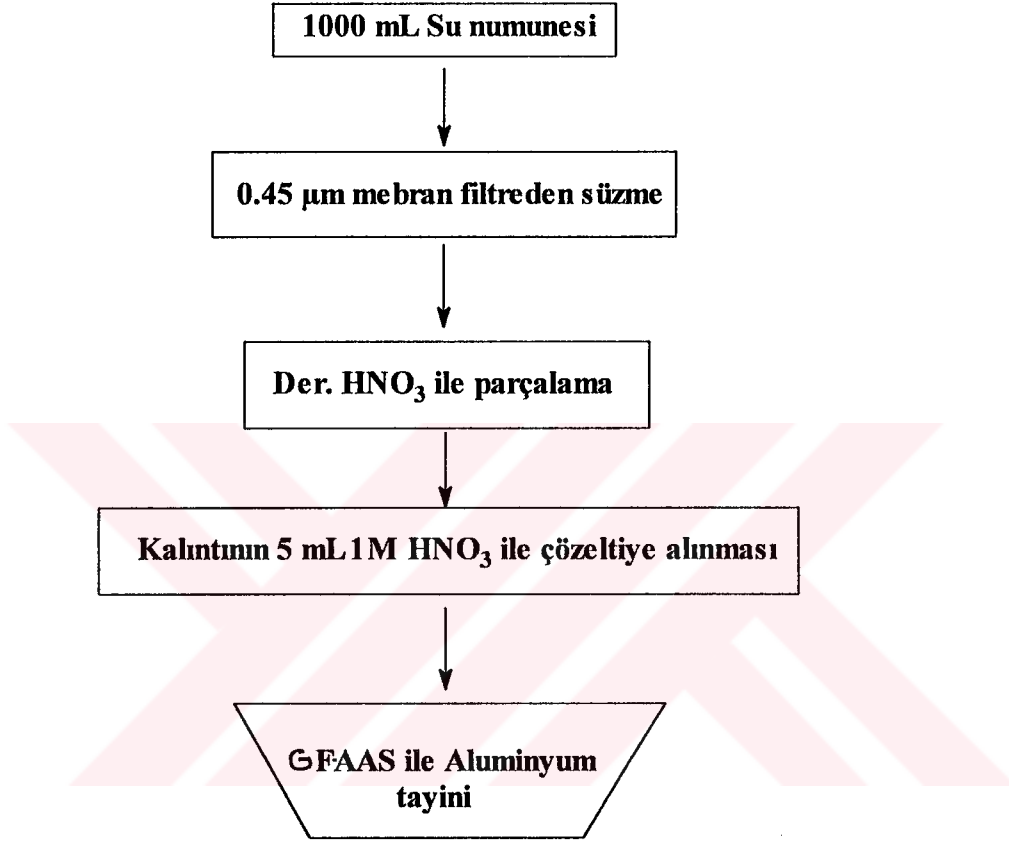 1000 mL Su numunesi
0.45 µm mebran filtreden süzme
Der. HNO₃ ile parçalama
Kalıntının 5 mL 1M HNO₃ ile çözeltiye alınması
GFAAS ile Aluminyum
tayini